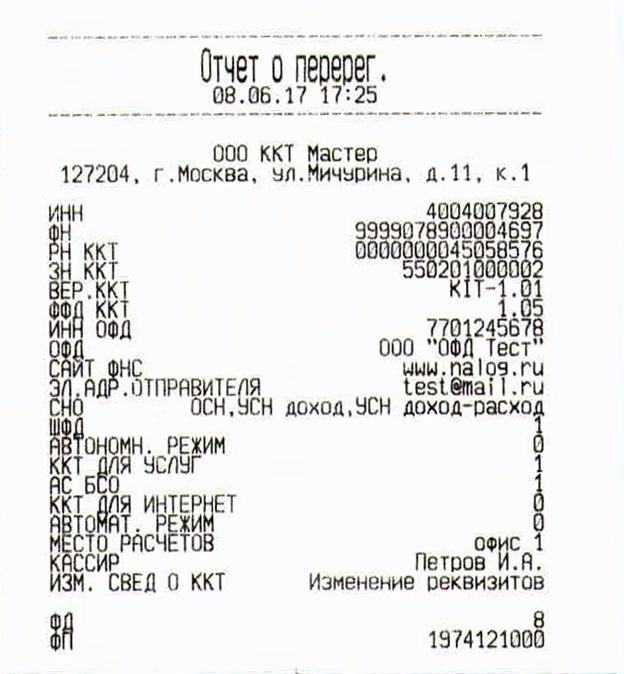 Отчет о перерег.
08.06.17 17:25
ООО ККТ Мастер
127204, г.Москва, ул.Мичурина, д.11, к.1
ИНН 4004007928
ФН 9999078900004697
РН ККТ 0000000045058576
ЗН ККТ 550201000002
ВЕР.ККТ KIT-1.01
ФФД ККТ 1.05
ИНН ОФД 7701245678
ОФД ООО "ОФД Тест"
САЙТ ФНС www.nalog.ru
ЭЛ.АДР.ОТПРАВИТЕЛЯ test@mail.ru
СНО ОСН,УСН доход,УСН доход-расход
ШФД 1
АВТОНОМН. РЕЖИМ 0
ККТ ДЛЯ УСЛУГ 1
АС БСО 1
ККТ ДЛЯ ИНТЕРНЕТ 0
АВТОМАТ. РЕЖИМ 0
МЕСТО РАСЧЕТОВ офис 1
КАССИР Петров И.А.
ИЗМ. СВЕД О ККТ Изменение реквизитов
ФД 8
ФП 1974121000